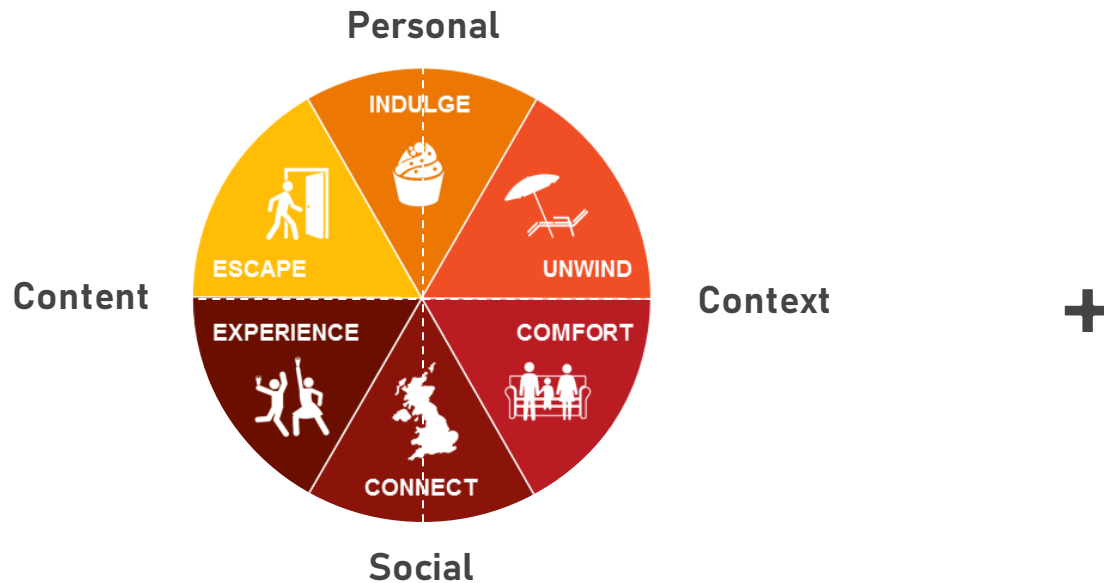 Personal
INDULGE
ESCAPE
UNWIND
Content
Context
+
EXPERIENCE
COMFORT
CONNECT
Social